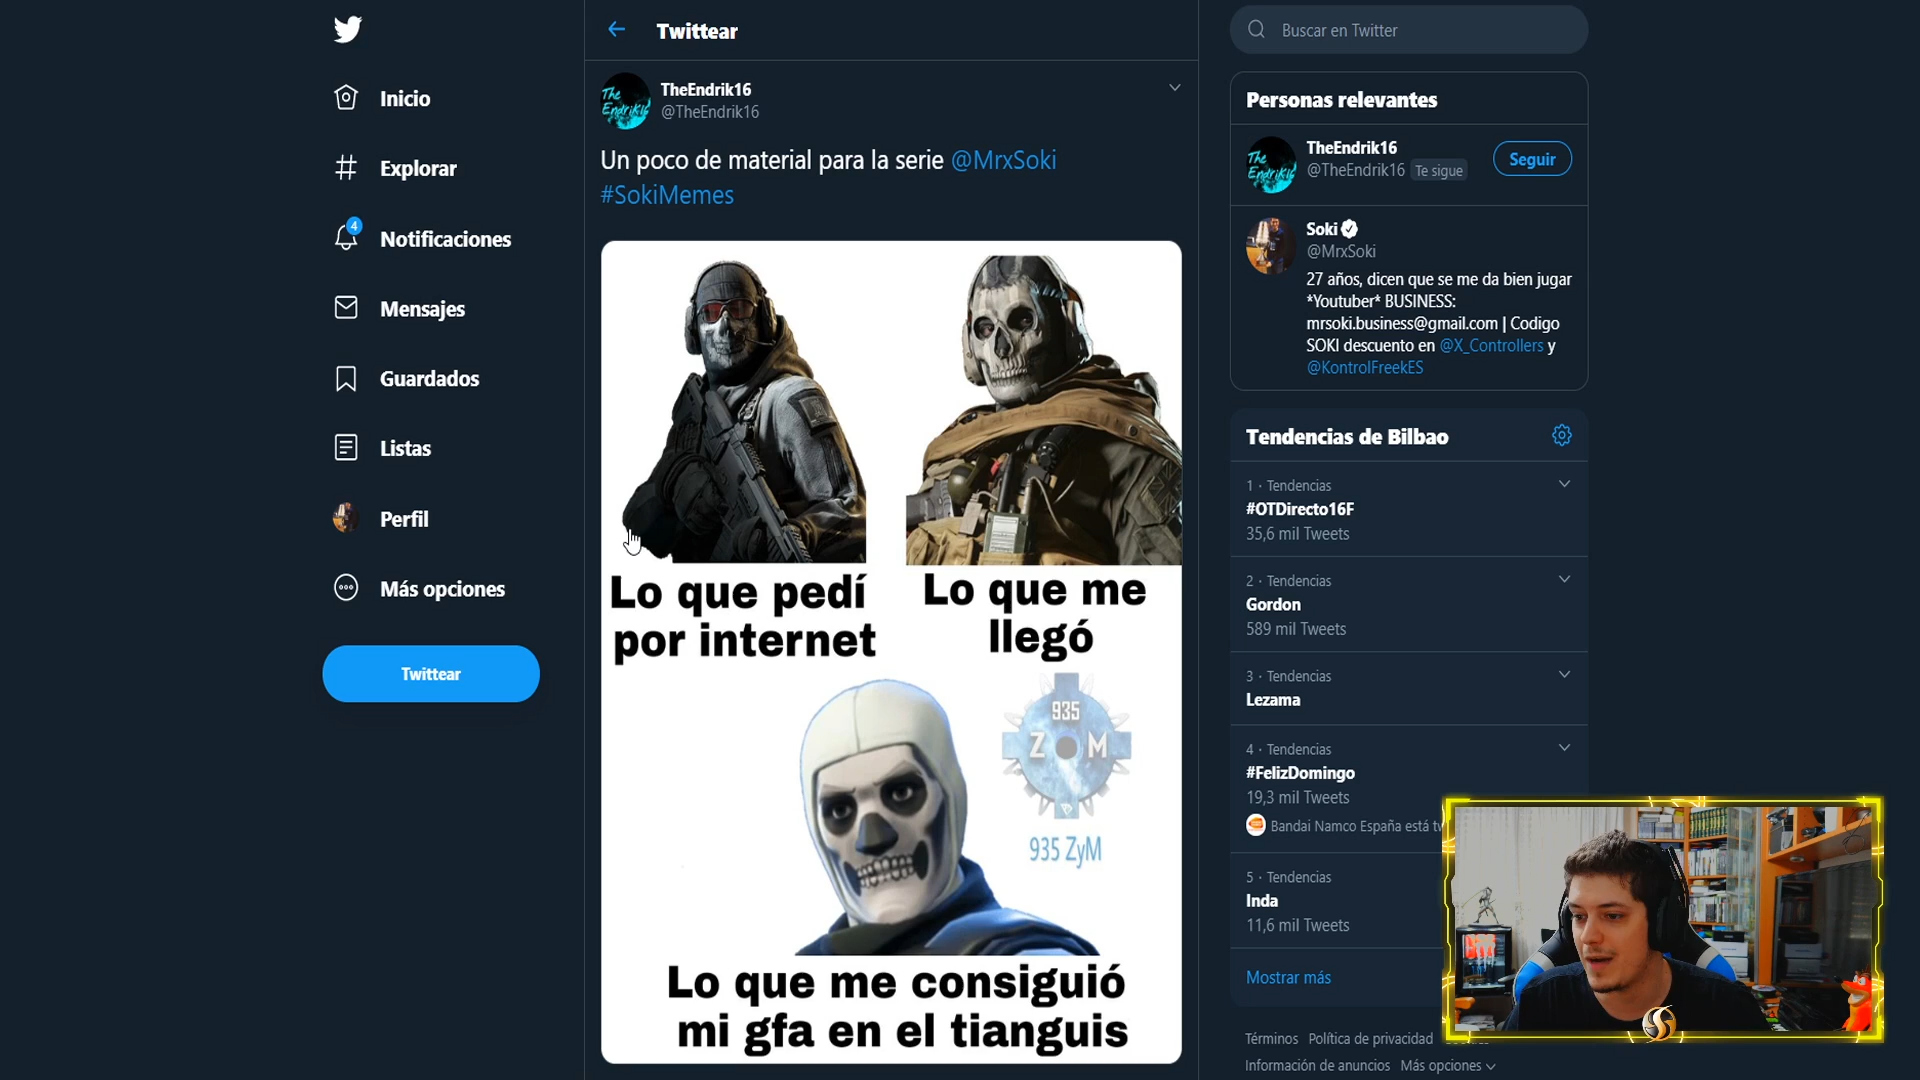 Inicio
Explorar
4
Notificaciones
Mensajes
Guardados
Listas
Perfil
Más opciones
Twittear
Twittear
The
Endrik16
TheEndrik16
@TheEndrik16
Un poco de material para la serie @MrxSoki
#SokiMemes
Lo que pedí
por internet
Lo que me
llegó
935
Z M
935 ZyM
Lo que me consiguió
mi gfa en el tianguis
Buscar en Twitter
Personas relevantes
The
Endrik16
TheEndrik16
@TheEndrik16 Te sigue
Seguir
Soki
@MrxSoki
27 años, dicen que se me da bien jugar
*Youtuber* BUSINESS:
mrsoki.business@gmail.com | Codigo
SOKI descuento en @X_Controllers y
@KontrolFreekES
Tendencias de Bilbao
1 · Tendencias
#OTDirecto16F
35,6 mil Tweets
2 · Tendencias
Gordon
589 mil Tweets
3 · Tendencias
Lezama
4 · Tendencias
#FelizDomingo
19,3 mil Tweets
Bandai Namco España está
5 · Tendencias
Inda
11,6 mil Tweets
Mostrar más
Términos Política de privacidad
Información de anuncios Más opciones